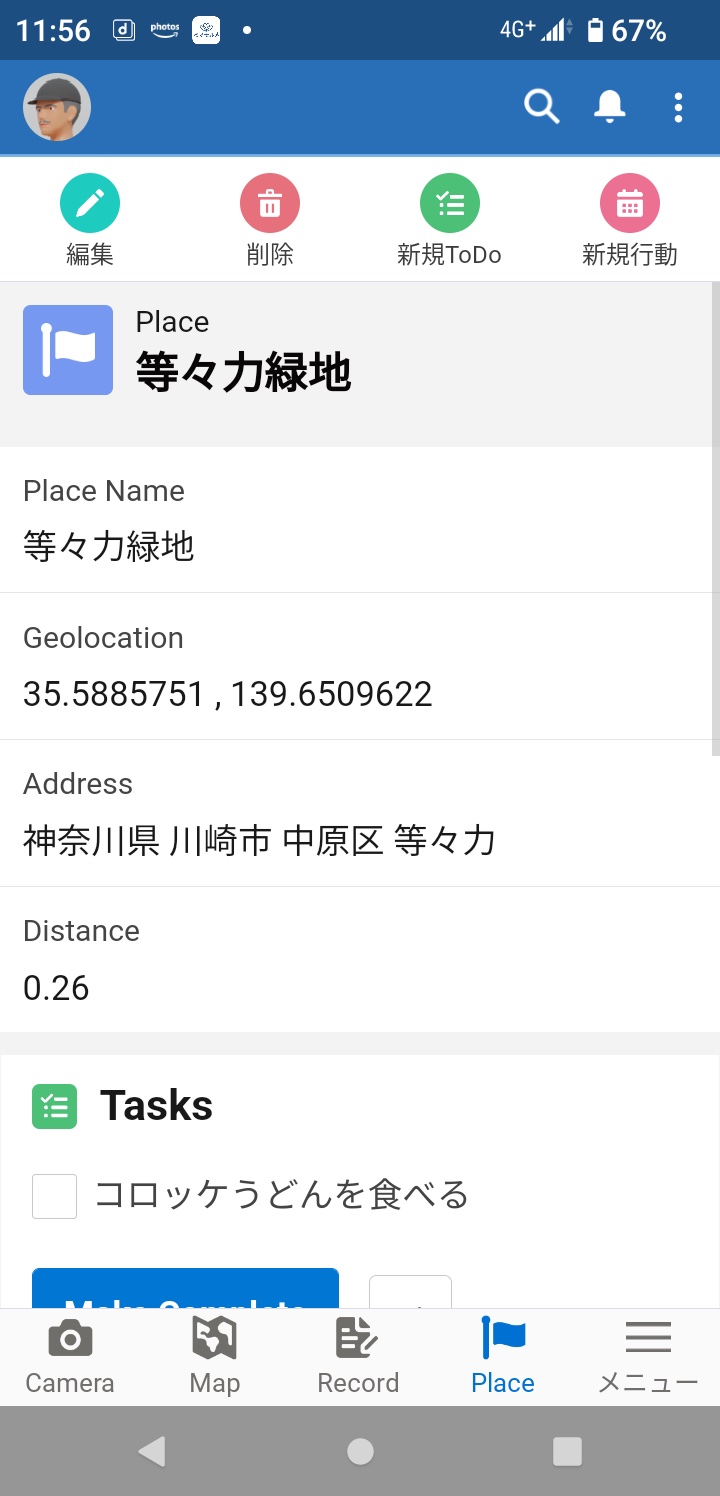 11:56
photos
4G+
67%
編集
削除
新規ToDo
新規行動
Place
等々力緑地
Place Name
等々力緑地
Geolocation
35.5885751 , 139.6509622
Address
神奈川県 川崎市 中原区 等々力
Distance
0.26
Tasks
コロッケうどんを食べる
Make Complete
Camera
Map
Record
Place
メニュー